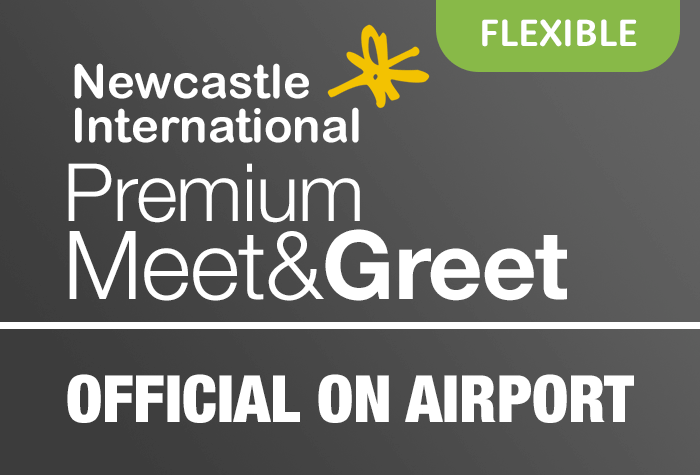 FLEXIBLE
Newcastle
International
Premium
Meet&Greet
OFFICIAL ON AIRPORT